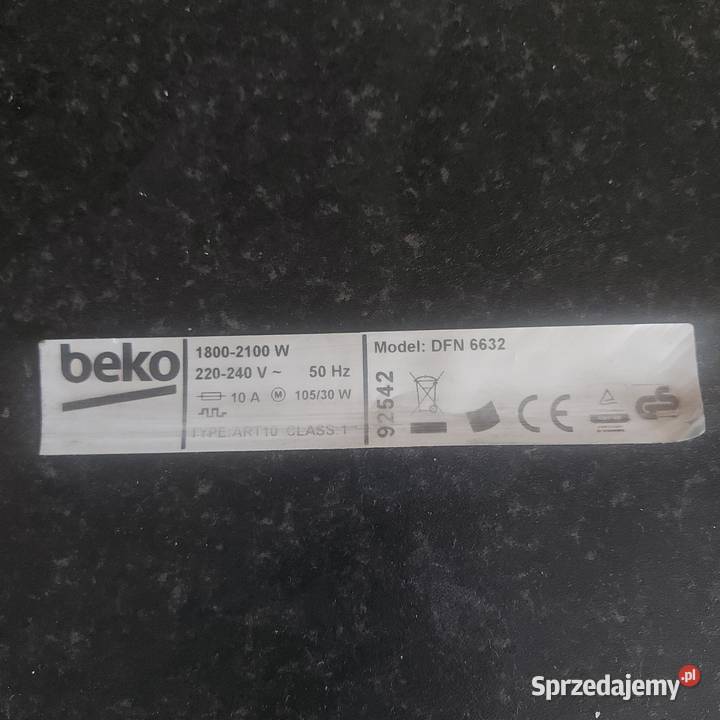 beko
1800-2100 W
220-240 V ~ 50 Hz
10 A M 105/30 W
TYPE:ART10 CLASS:1
Model: DFN 6632
92542
CE
GS
Sprzedajemy.pl